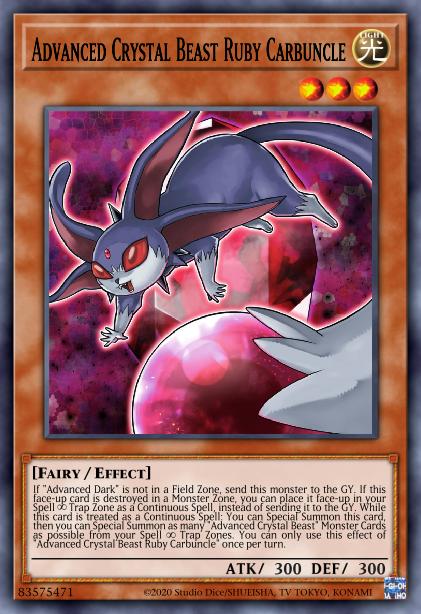 ADVANCED CRYSTAL BEAST RUBY CARBUNCLE
LIGHT
光
[FAIRY / EFFECT]
If "Advanced Dark" is not in a Field Zone, send this monster to the GY. If this
face-up card is destroyed in a Monster Zone, you can place it face-up in your
Spell ∞ Trap Zone as a Continuous Spell, instead of sending it to the GY. While
this card is treated as a Continuous Spell: You can Special Summon this card,
then you can Special Summon as many "Advanced Crystal Beast" Monster Cards
as possible from your Spell ∞ Trap Zones. You can only use this effect of
"Advanced Crystal Beast Ruby Carbuncle" once per turn.
ATK/ 300 DEF/ 300
83575471
©2020 Studio Dice/SHUEISHA, TV TOKYO, KONAMI